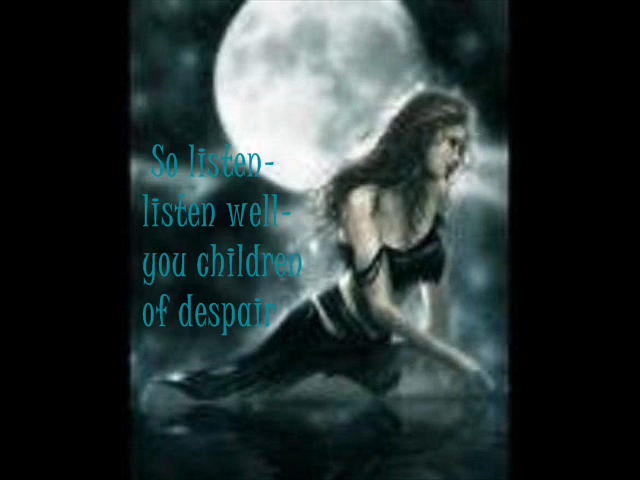 So listen-
listen well-
you children
of despair